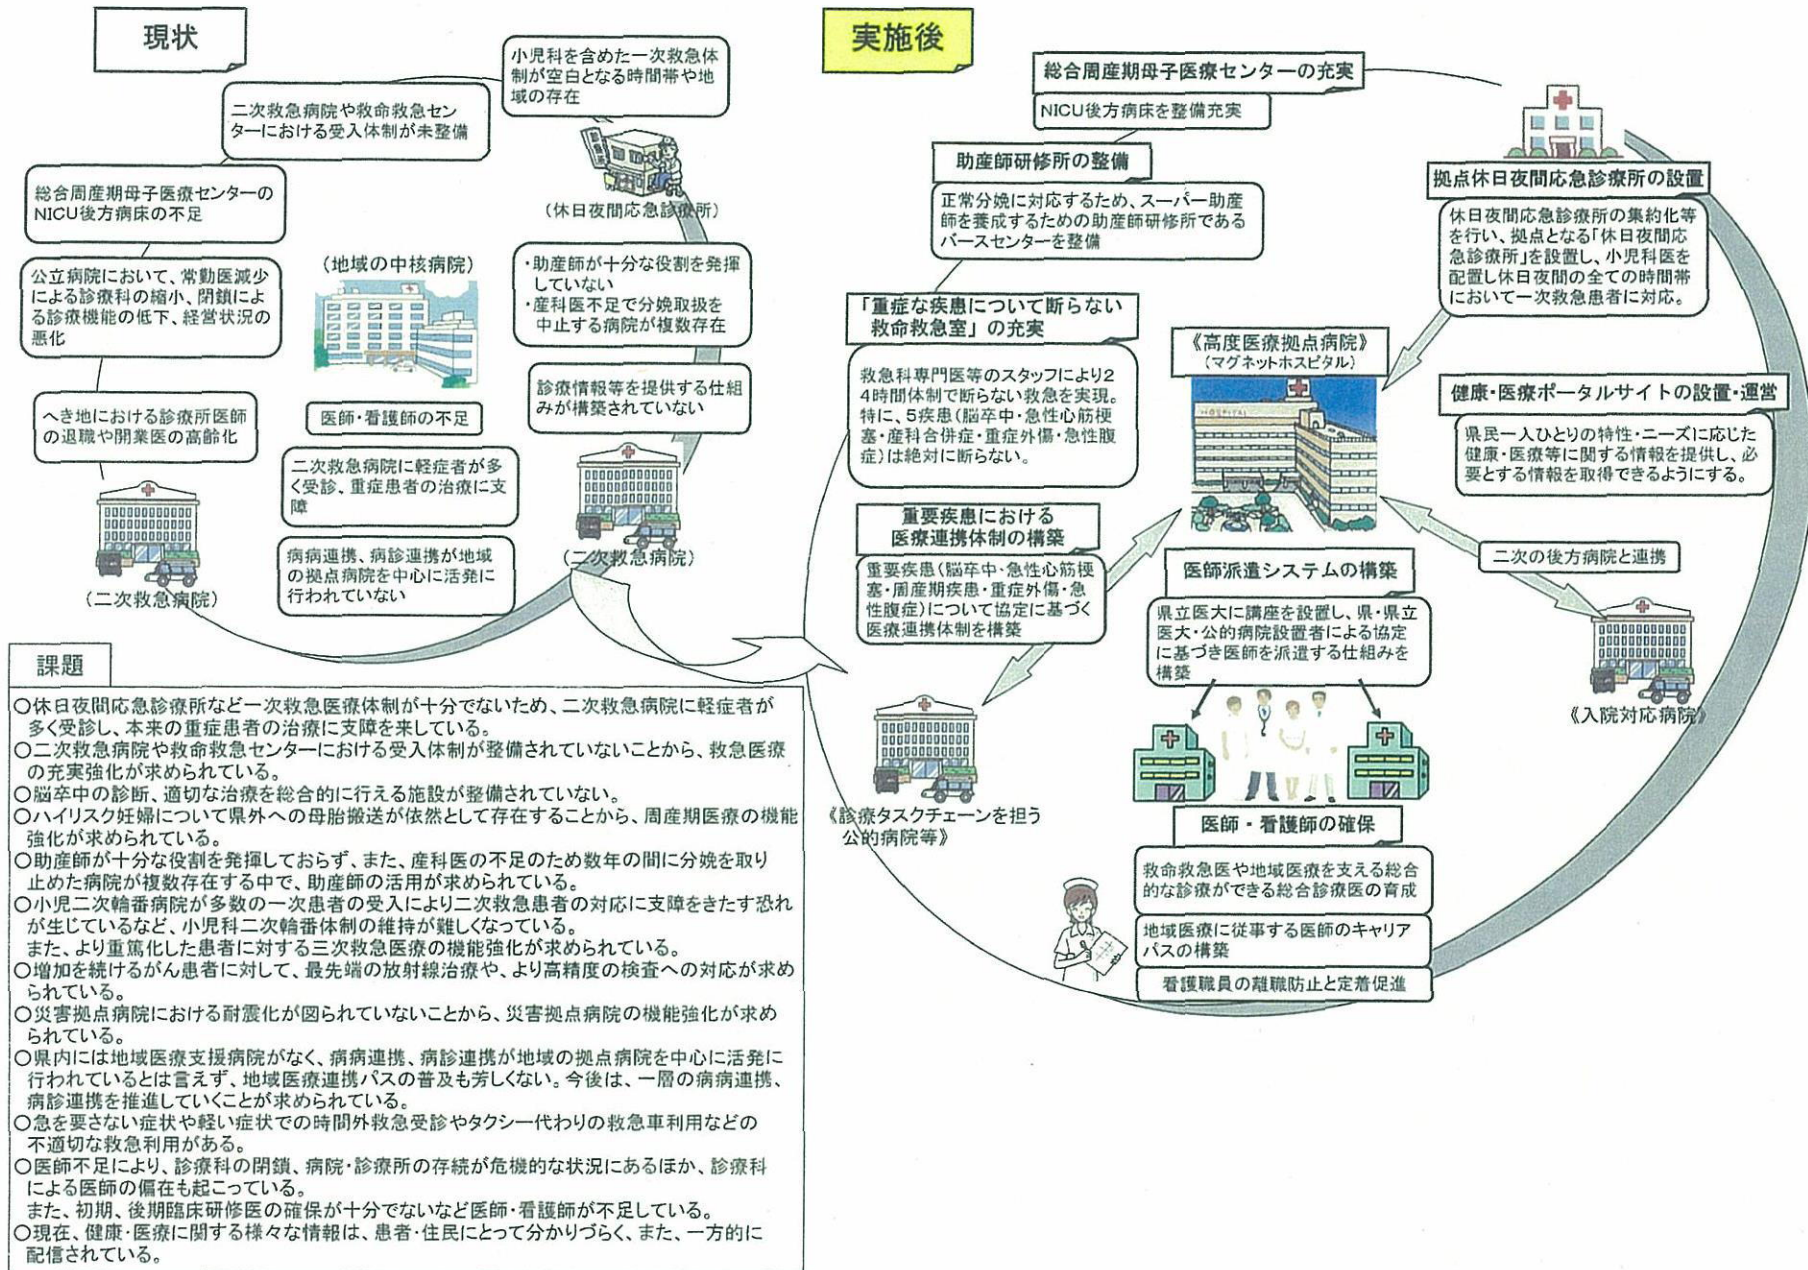 現状
小児科を含めた一次救急体
制が空白となる時間帯や地
域の存在
二次救急病院や救命救急セン
ターにおける受入体制が未整備
(休日夜間応急診療所)
総合周産期母子医療センターの
NICU後方病床の不足
公立病院において、常勤医減少
による診療科の縮小、閉鎖によ
る診療機能の低下、経営状況の
悪化
(地域の中核病院)
・助産師が十分な役割を発揮
していない
・産科医不足で分娩取扱を
中止する病院が複数存在
診療情報等を提供する仕組
みが構築されていない
へき地における診療所医師
の退職や開業医の高齢化
医師・看護師の不足
二次救急病院に軽症者が多
く受診、重症患者の治療に支
障
病病連携、病診連携が地域
の拠点病院を中心に活発に
行われていない
(二次救急病院)
(二次救急病院)
課題
○休日夜間応急診療所など一次救急医療体制が十分でないため、二次救急病院に軽症者が
多く受診し、本来の重症患者の治療に支障を来している。
○二次救急病院や救命救急センターにおける受入体制が整備されていないことから、救急医療
の充実強化が求められている。
○脳卒中の診断、適切な治療を総合的に行える施設が整備されていない。
○ハイリスク妊婦について県外への母胎搬送が依然として存在することから、周産期医療の機能
強化が求められている。
○助産師が十分な役割を発揮しておらず、また、産科医の不足のため数年の間に分娩を取り
止めた病院が複数存在する中で、助産師の活用が求められている。
○小児二次輪番病院が多数の一次患者の受入により二次救急患者の対応に支障をきたす恐れ
が生じているなど、小児科二次輪番体制の維持が難しくなっている。
また、より重篤化した患者に対する三次救急医療の機能強化が求められている。
○増加を続けるがん患者に対して、最先端の放射線治療や、より高精度の検査への対応が求め
られている。
○災害拠点病院における耐震化が図られていないことから、災害拠点病院の機能強化が求め
られている。
○県内には地域医療支援病院がなく、病病連携、病診連携が地域の拠点病院を中心に活発に
行われているとは言えず、地域医療連携パスの普及も芳しくない。今後は、一層の病病連携、
病診連携を推進していくことが求められている。
○急を要さない症状や軽い症状での時間外救急受診やタクシー代わりの救急車利用などの
不適切な救急利用がある。
○医師不足により、診療科の閉鎖、病院・診療所の存続が危機的な状況にあるほか、診療科
による医師の偏在も起こっている。
また、初期、後期臨床研修医の確保が十分でないなど医師・看護師が不足している。
○現在、健康・医療に関する様々な情報は、患者・住民にとって分かりづらく、また、一方的に
配信されている。
実施後
総合周産期母子医療センターの充実
NICU後方病床を整備充実
助産師研修所の整備
正常分娩に対応するため、スーパー助産
師を養成するための助産師研修所である
バースセンターを整備
拠点休日夜間応急診療所の設置
休日夜間応急診療所の集約化等
を行い、拠点となる「休日夜間応
急診療所」を設置し、小児科医を
配置し休日夜間の全ての時間帯
において一次救急患者に対応。
「重症な疾患について断らない
救命救急室」の充実
救急科専門医等のスタッフにより2
4時間体制で断らない救急を実現。
特に、5疾患(脳卒中・急性心筋梗
塞・産科合併症・重症外傷・急性腹
症)は絶対に断らない。
《高度医療拠点病院》
(マグネットホスピタル)
HOSPITAL
健康・医療ポータルサイトの設置・運営
県民一人ひとりの特性・ニーズに応じた
健康・医療等に関する情報を提供し、必
要とする情報を取得できるようにする。
重要疾患における
医療連携体制の構築
重要疾患(脳卒中・急性心筋梗
塞・周産期疾患・重症外傷・急
性腹症)について協定に基づく
医療連携体制を構築
二次の後方病院と連携
医師派遣システムの構築
県立医大に講座を設置し、県・県立
医大・公的病院設置者による協定
に基づき医師を派遣する仕組みを
構築
《入院対応病院》
《診療タスクチェーンを担う
公的病院等》
医師・看護師の確保
救命救急医や地域医療を支える総合
的な診療ができる総合診療医の育成
地域医療に従事する医師のキャリア
パスの構築
看護職員の離職防止と定着促進